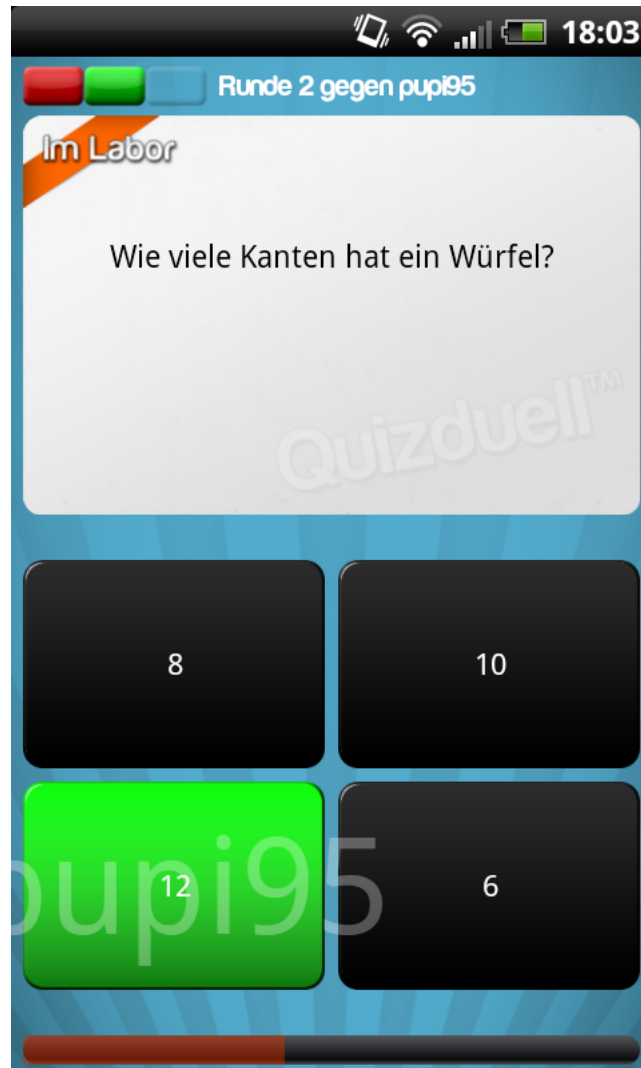 18:03
Runde 2 gegen pupi95
Im Labor
Wie viele Kanten hat ein Würfel?
Quizduell™
8
10
12
6
pupi95